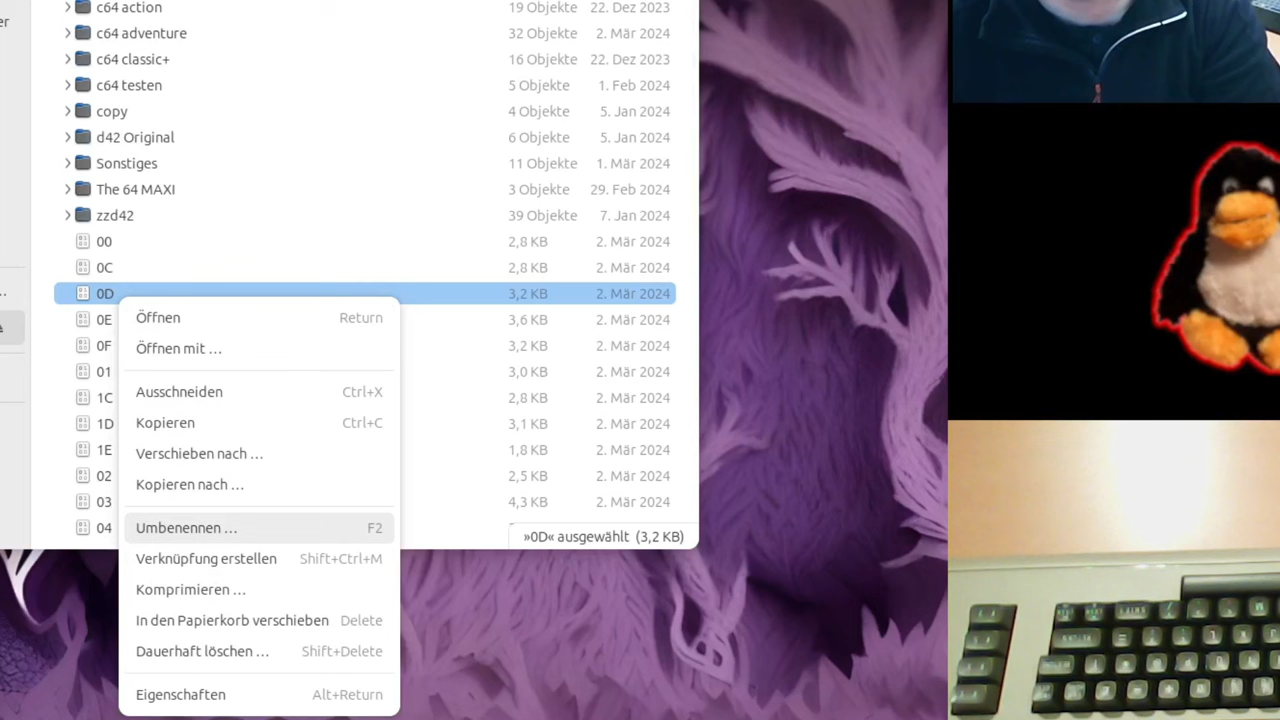 er
c64 action 19 Objekte 22. Dez 2023
c64 adventure 32 Objekte 2. Mär 2024
c64 classic+ 16 Objekte 22. Dez 2023
c64 testen 5 Objekte 1. Feb 2024
copy 4 Objekte 5. Jan 2024
d42 Original 6 Objekte 5. Jan 2024
Sonstiges 11 Objekte 1. Mär 2024
The 64 MAXI 3 Objekte 29. Feb 2024
zzd42 39 Objekte 7. Jan 2024
00 2,8 KB 2. Mär 2024
0C 2,8 KB 2. Mär 2024
0D 3,2 KB 2. Mär 2024
0E 3,6 KB 2. Mär 2024
0F 3,2 KB 2. Mär 2024
01 3,0 KB 2. Mär 2024
1C 2,8 KB 2. Mär 2024
1D 3,1 KB 2. Mär 2024
1E 1,8 KB 2. Mär 2024
02 2,5 KB 2. Mär 2024
03 4,3 KB 2. Mär 2024
04
»0D« ausgewählt (3,2 KB)
Öffnen Return
Öffnen mit …
Ausschneiden Ctrl+X
Kopieren Ctrl+C
Verschieben nach …
Kopieren nach …
Umbenennen … F2
Verknüpfung erstellen Shift+Ctrl+M
Komprimieren …
In den Papierkorb verschieben Delete
Dauerhaft löschen … Shift+Delete
Eigenschaften Alt+Return